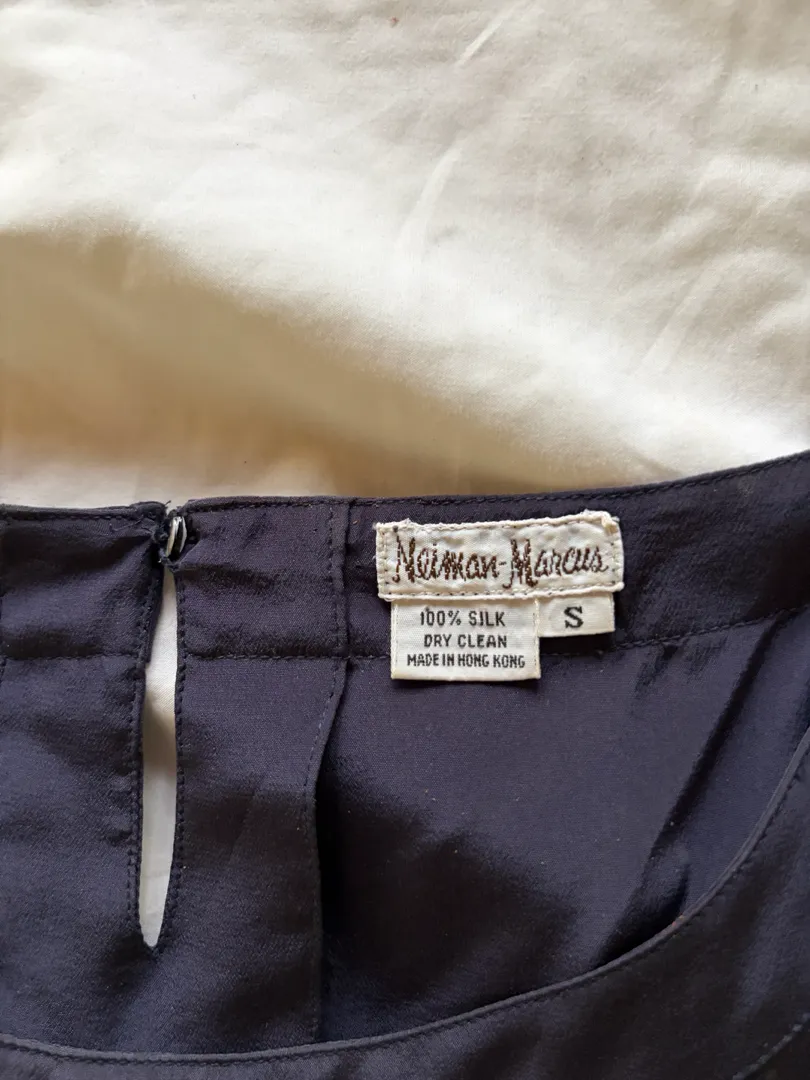 Neiman-Marcus
100% SILK
DRY CLEAN
MADE IN HONG KONG
S